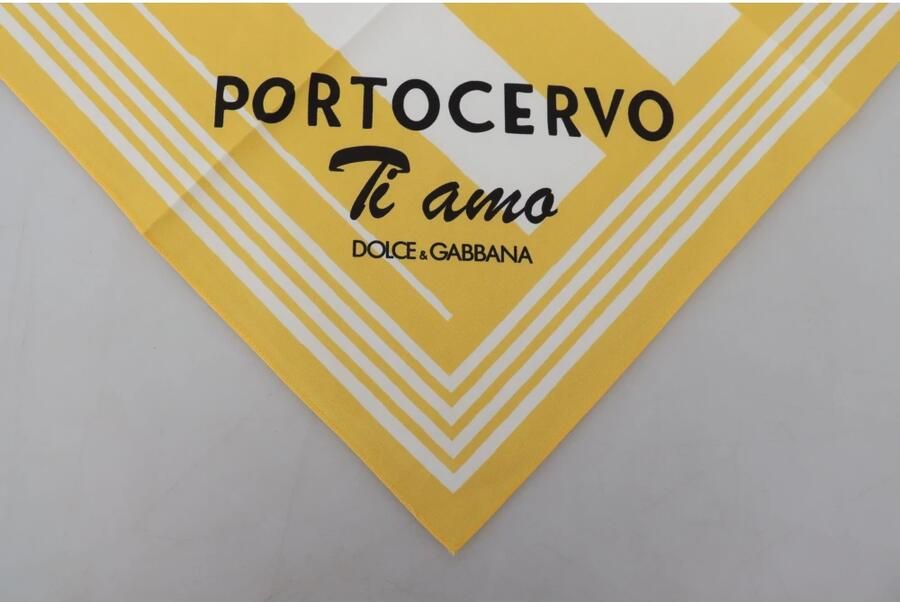 PORTOCERVO
Ti amo
DOLCE & GABBANA